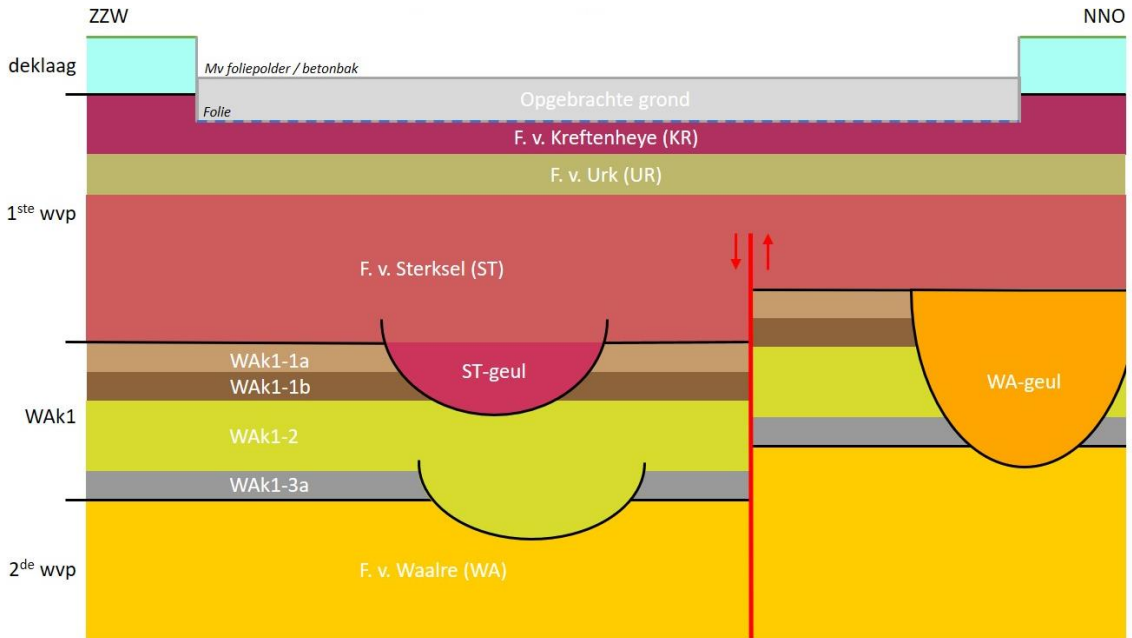 ZZW
NNO
deklaag
Mv foliepolder / betonbak
Opgebrachte grond
Folie
F. v. Kreftenheye (KR)
F. v. Urk (UR)
1ste wvp
F. v. Sterksel (ST)
WAk1-1a
ST-geul
WA-geul
WAk1-1b
WAk1
WAk1-2
WAk1-3a
2de wvp
F. v. Waalre (WA)